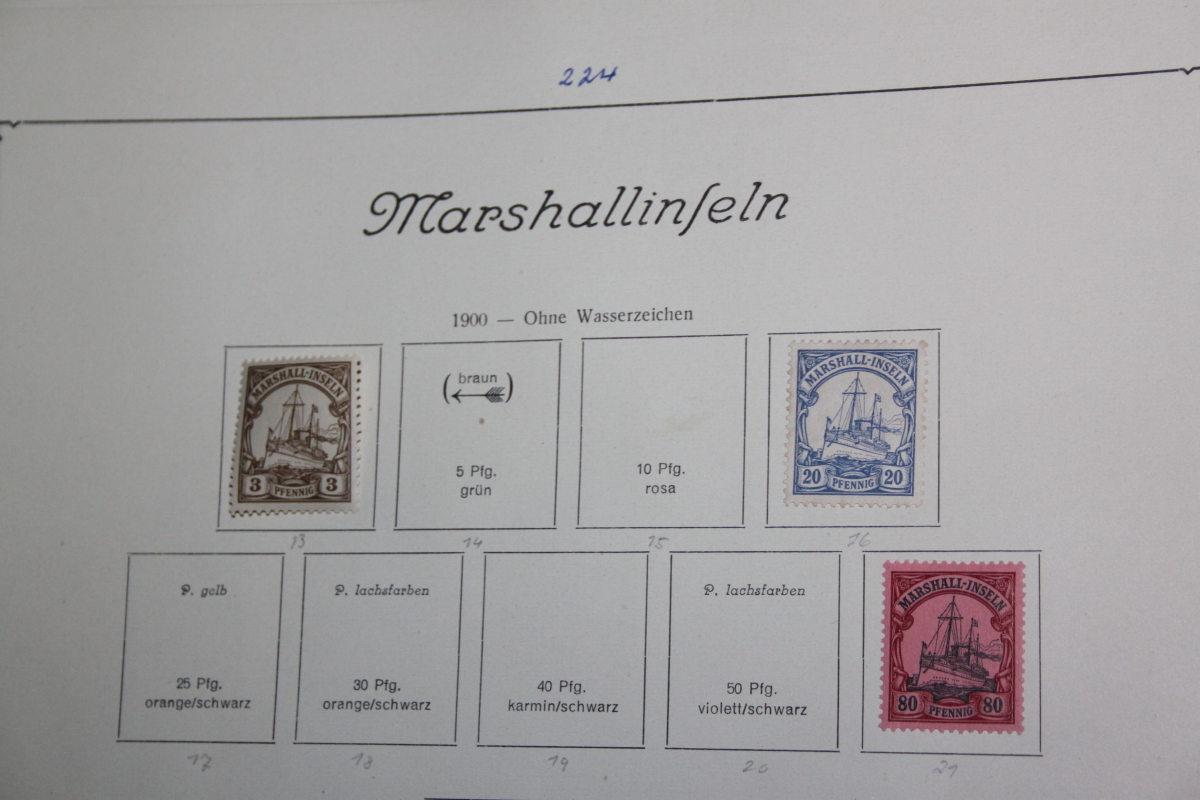 224
Marshallinſeln
1900 — Ohne Wasserzeichen
MARSHALL-INSELN
3 PFENNIG 3
(braun)
5 Pfg.
grün
10 Pfg.
rosa
MARSHALL-INSELN
20 PFENNIG 20
13 14 15 16
P. gelb
25 Pfg.
orange/schwarz
P. lachsfarben
30 Pfg.
orange/schwarz
40 Pfg.
karmin/schwarz
P. lachsfarben
50 Pfg.
violett/schwarz
MARSHALL-INSELN
80 PFENNIG 80
17 18 19 20 21